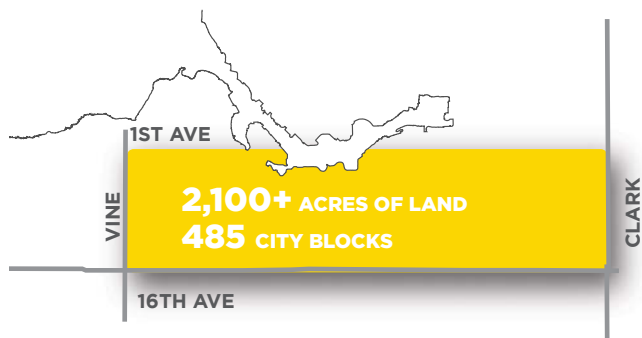 1ST AVE
VINE
2,100+ ACRES OF LAND
485 CITY BLOCKS
CLARK
16TH AVE